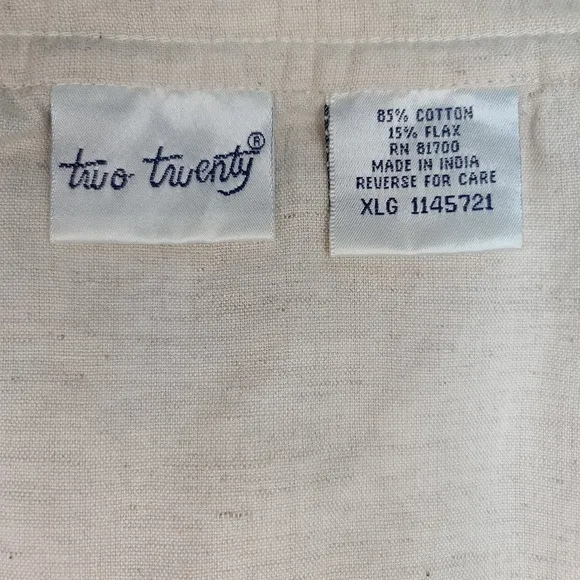 two twenty®
85% COTTON
15% FLAX
RN 81700
MADE IN INDIA
REVERSE FOR CARE
XLG 1145721